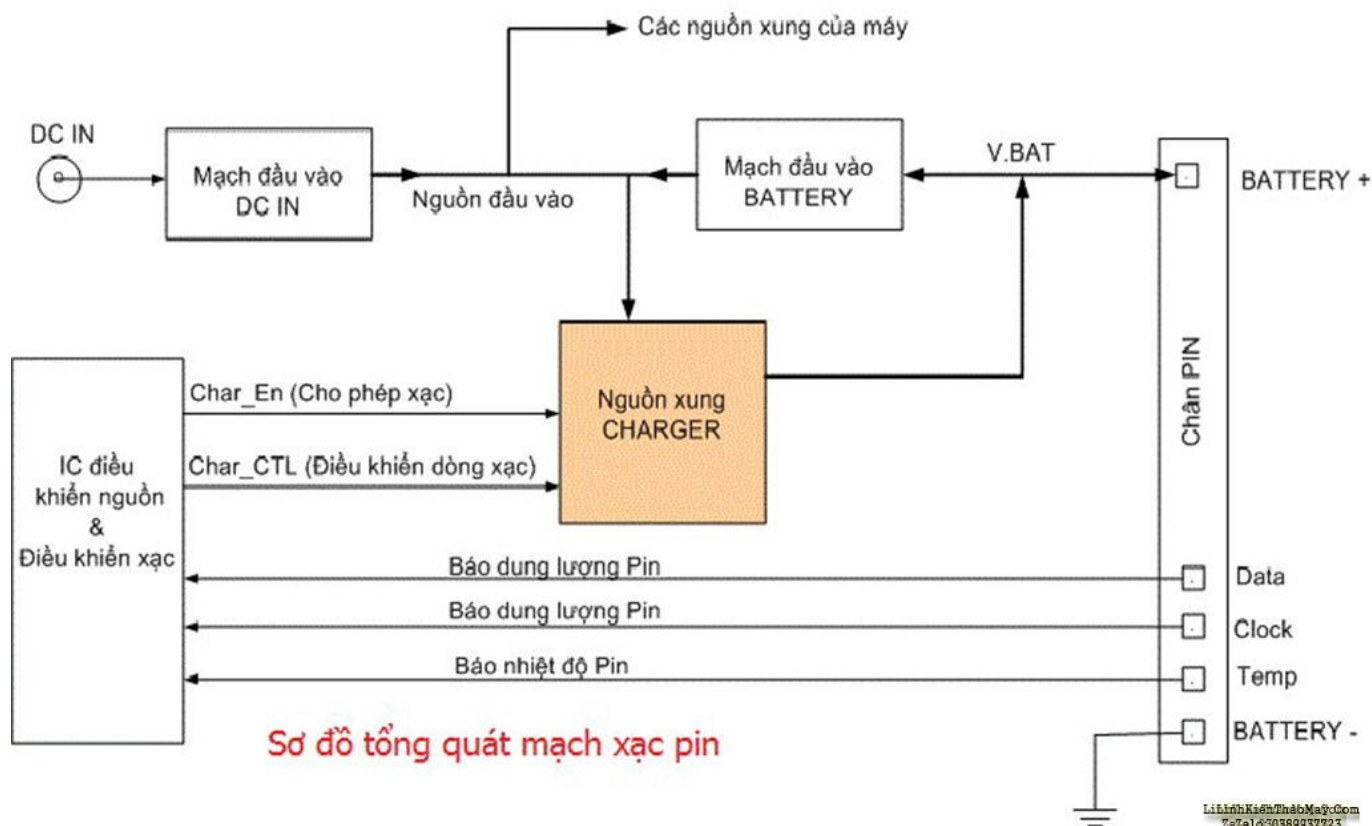 Các nguồn xung của máy
DC IN
Mạch đầu vào
DC IN
Nguồn đầu vào
Mạch đầu vào
BATTERY
V.BAT
BATTERY +
Chân PIN
Nguồn xung
CHARGER
Char_En (Cho phép xạc)
Char_CTL (Điều khiển dòng xạc)
IC điều
khiển nguồn
&
Điều khiển xạc
Báo dung lượng Pin
Data
Báo dung lượng Pin
Clock
Báo nhiệt độ Pin
Temp
BATTERY -
Sơ đồ tổng quát mạch xạc pin